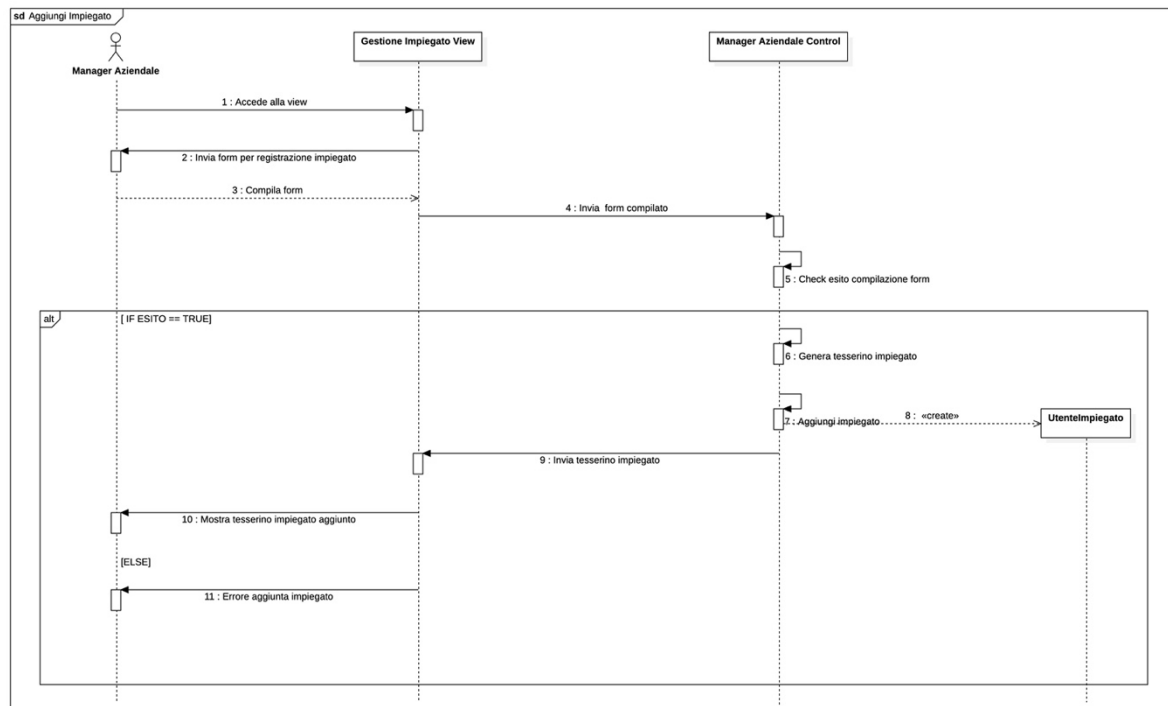 sd Aggiungi Impiegato
Manager Aziendale
Gestione Impiegato View
Manager Aziendale Control
1 : Accede alla view
2 : Invia form per registrazione impiegato
3 : Compila form
4 : Invia form compilato
5 : Check esito compilazione form
alt
[ IF ESITO == TRUE]
6 : Genera tesserino impiegato
7 : Aggiungi impiegato
8 : «create»
UtenteImpiegato
9 : Invia tesserino impiegato
10 : Mostra tesserino impiegato aggiunto
[ELSE]
11 : Errore aggiunta impiegato